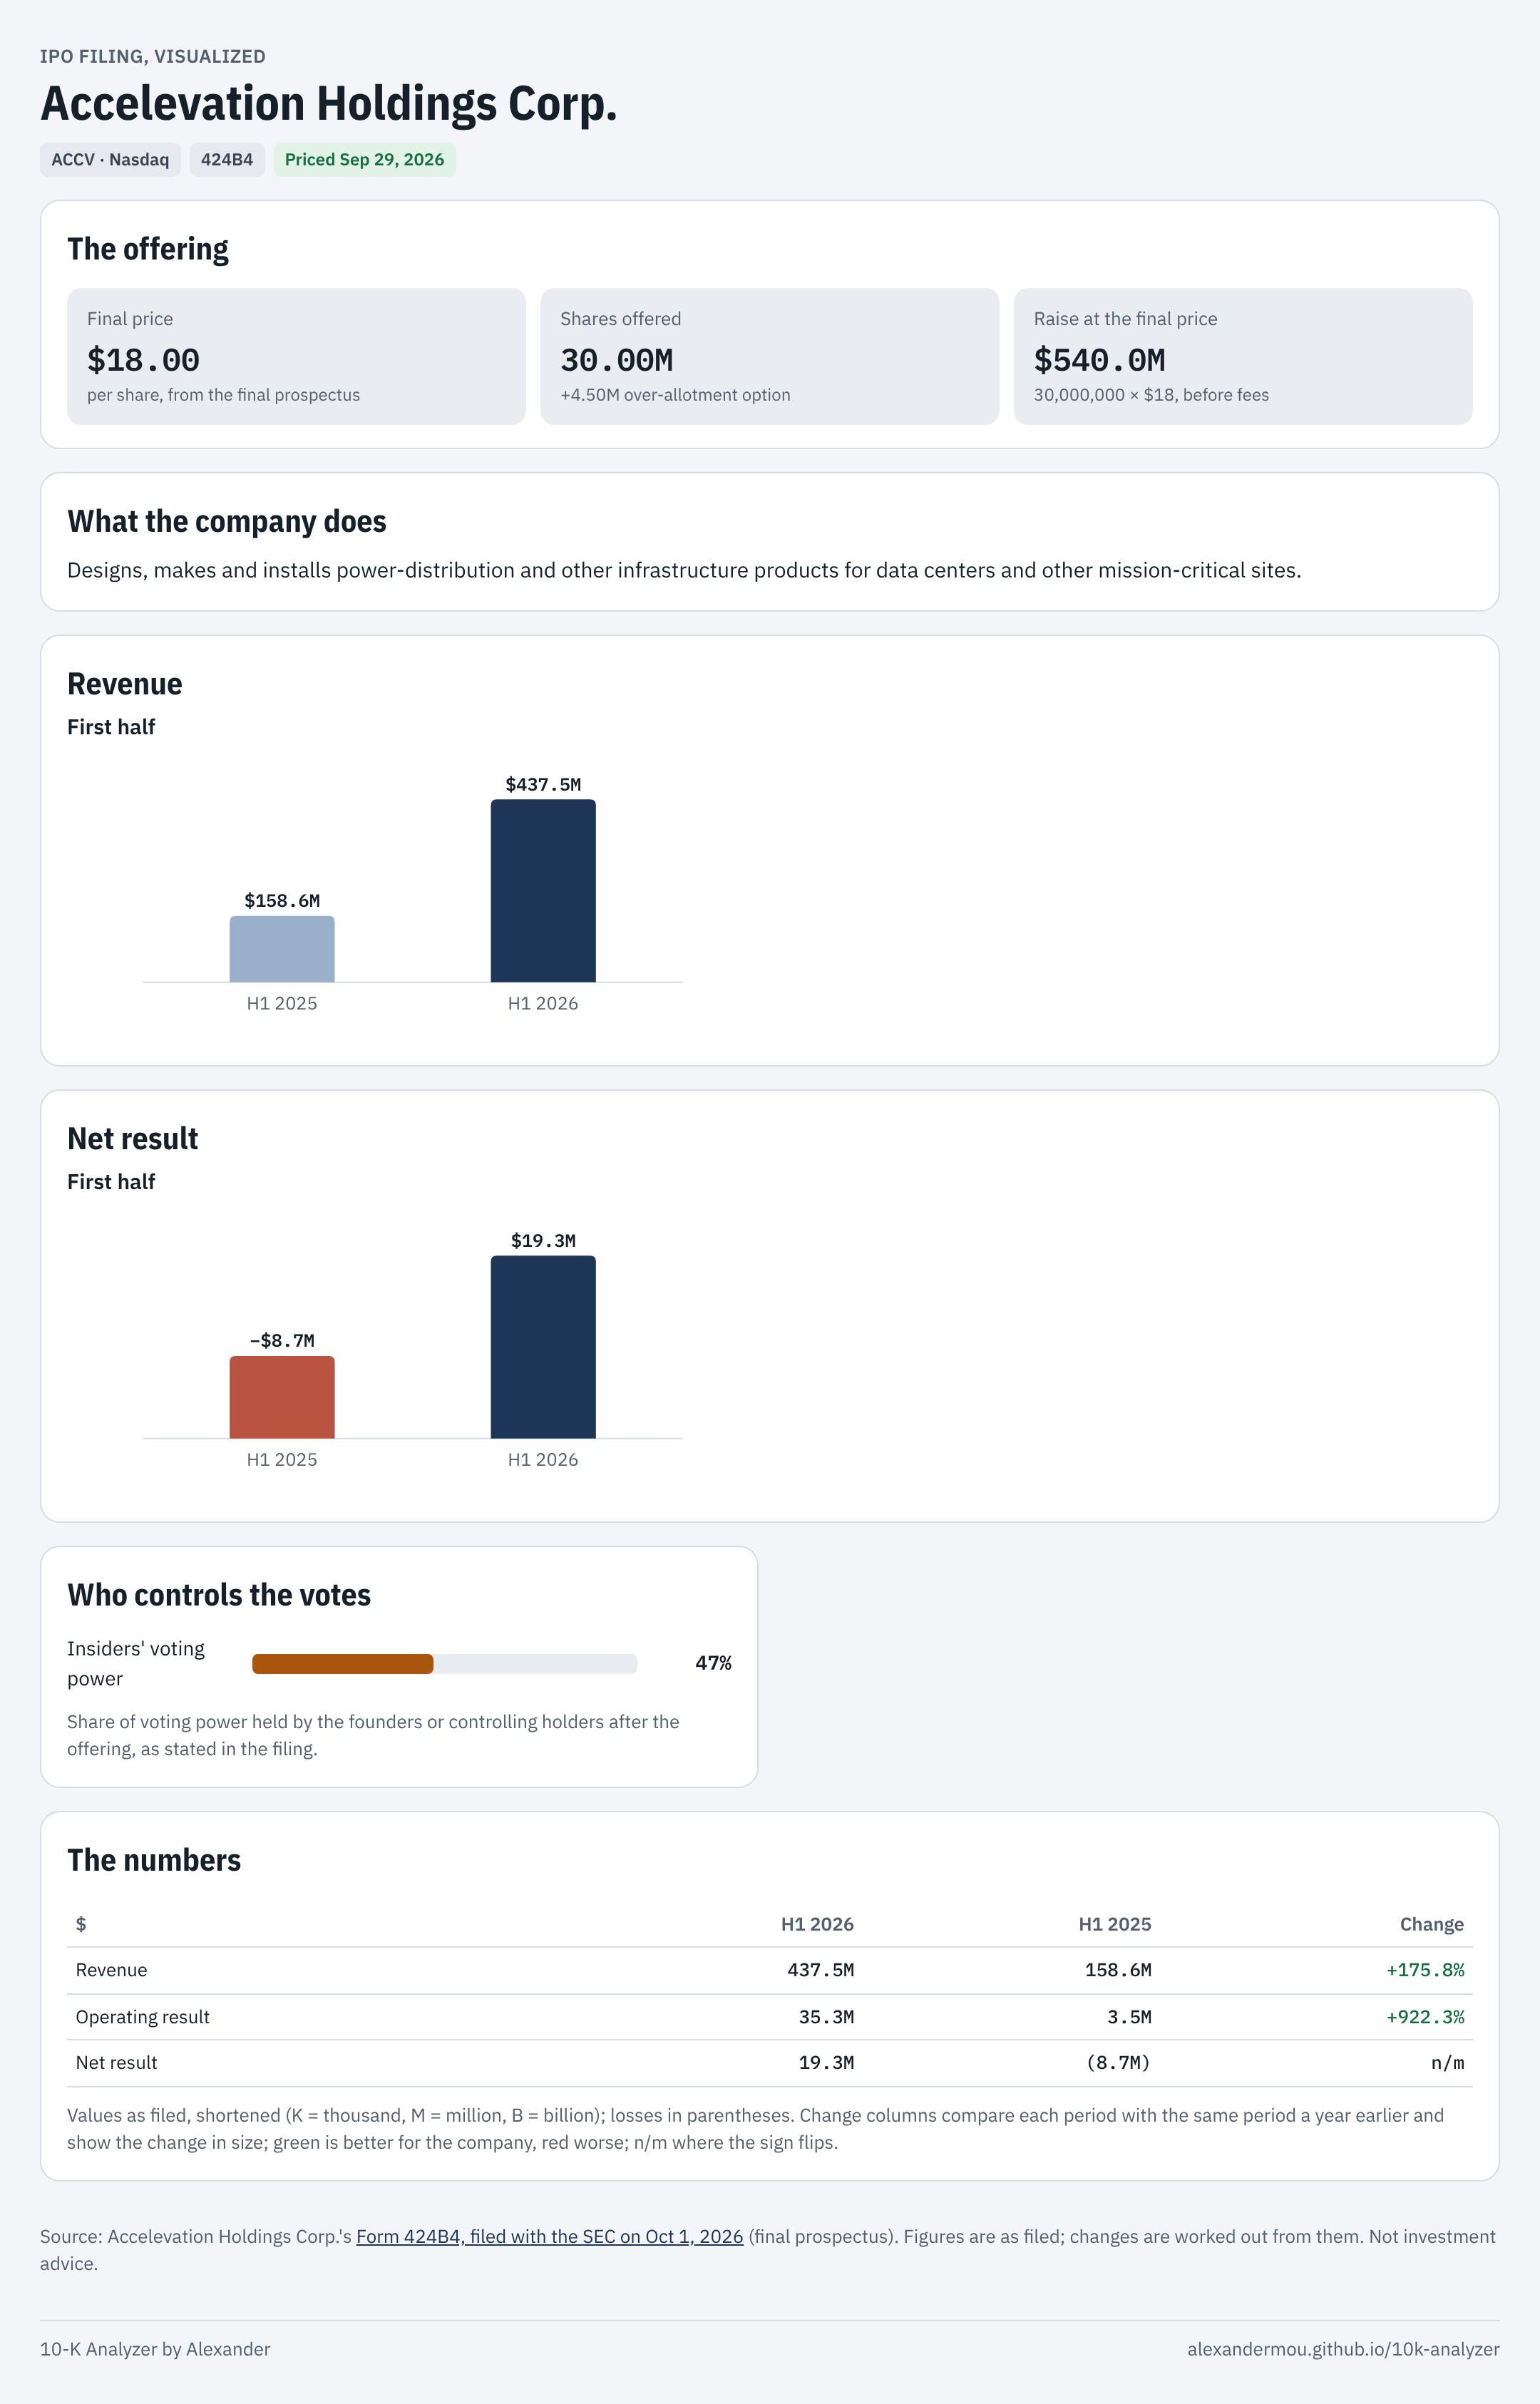 IPO FILING, VISUALIZED
Accelevation Holdings Corp.
ACCV · Nasdaq 424B4 Priced Sep 29, 2026
The offering
Final price
$18.00
per share, from the final prospectus
Shares offered
30.00M
+4.50M over-allotment option
Raise at the final price
$540.0M
30,000,000 × $18, before fees
What the company does
Designs, makes and installs power-distribution and other infrastructure products for data centers and other mission-critical sites.
Revenue
First half
$437.5M
$158.6M
H1 2025 H1 2026
Net result
First half
$19.3M
−$8.7M
H1 2025 H1 2026
Who controls the votes
Insiders' voting
power
47%
Share of voting power held by the founders or controlling holders after the
offering, as stated in the filing.
The numbers
$ H1 2026 H1 2025 Change
Revenue 437.5M 158.6M +175.8%
Operating result 35.3M 3.5M +922.3%
Net result 19.3M (8.7M) n/m
Values as filed, shortened (K = thousand, M = million, B = billion); losses in parentheses. Change columns compare each period with the same period a year earlier and
show the change in size; green is better for the company, red worse; n/m where the sign flips.
Source: Accelevation Holdings Corp.'s Form 424B4, filed with the SEC on Oct 1, 2026 (final prospectus). Figures are as filed; changes are worked out from them. Not investment
advice.
10-K Analyzer by Alexander alexandermou.github.io/10k-analyzer